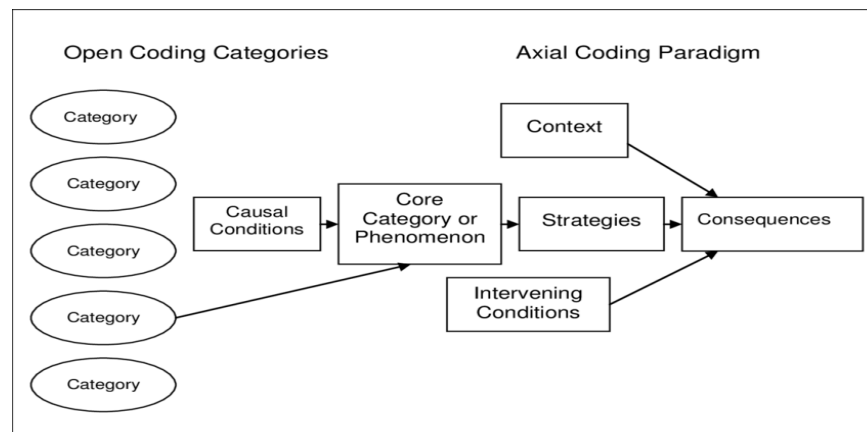 Open Coding Categories
Axial Coding Paradigm
Category
Category
Category
Category
Category
Causal
Conditions
Core
Category or
Phenomenon
Context
Strategies
Intervening
Conditions
Consequences